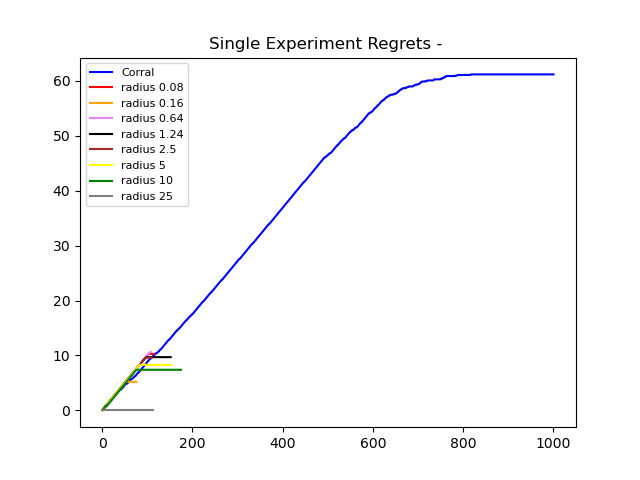 Single Experiment Regrets -
Corral
radius 0.08
radius 0.16
radius 0.64
radius 1.24
radius 2.5
radius 5
radius 10
radius 25
60
50
40
30
20
10
0
0 200 400 600 800 1000